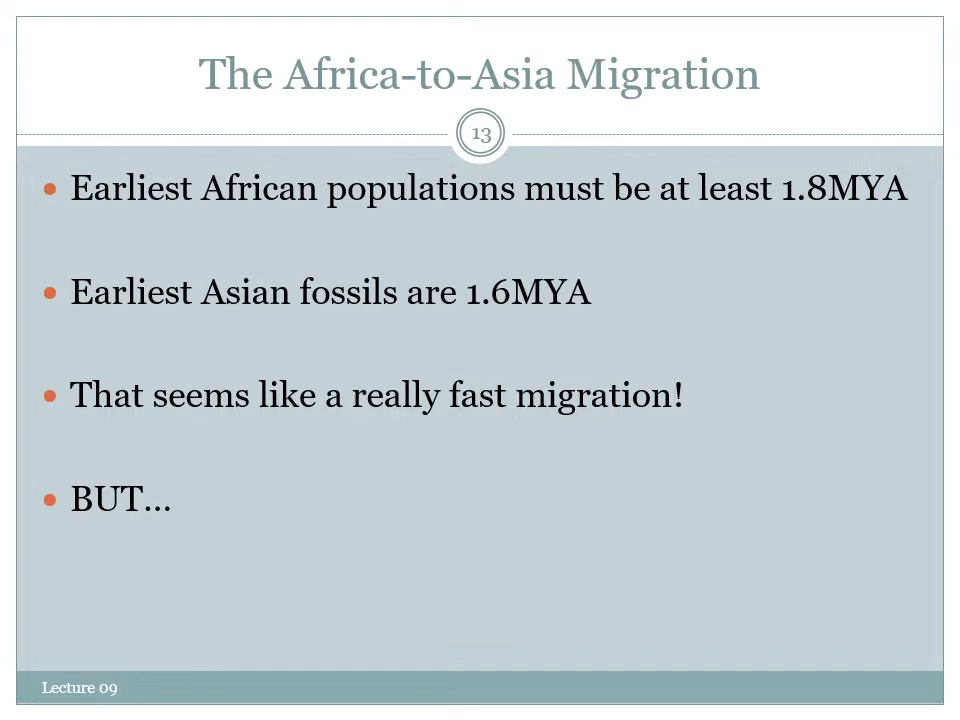 The Africa-to-Asia Migration
13
• Earliest African populations must be at least 1.8MYA
• Earliest Asian fossils are 1.6MYA
• That seems like a really fast migration!
• BUT…
Lecture 09